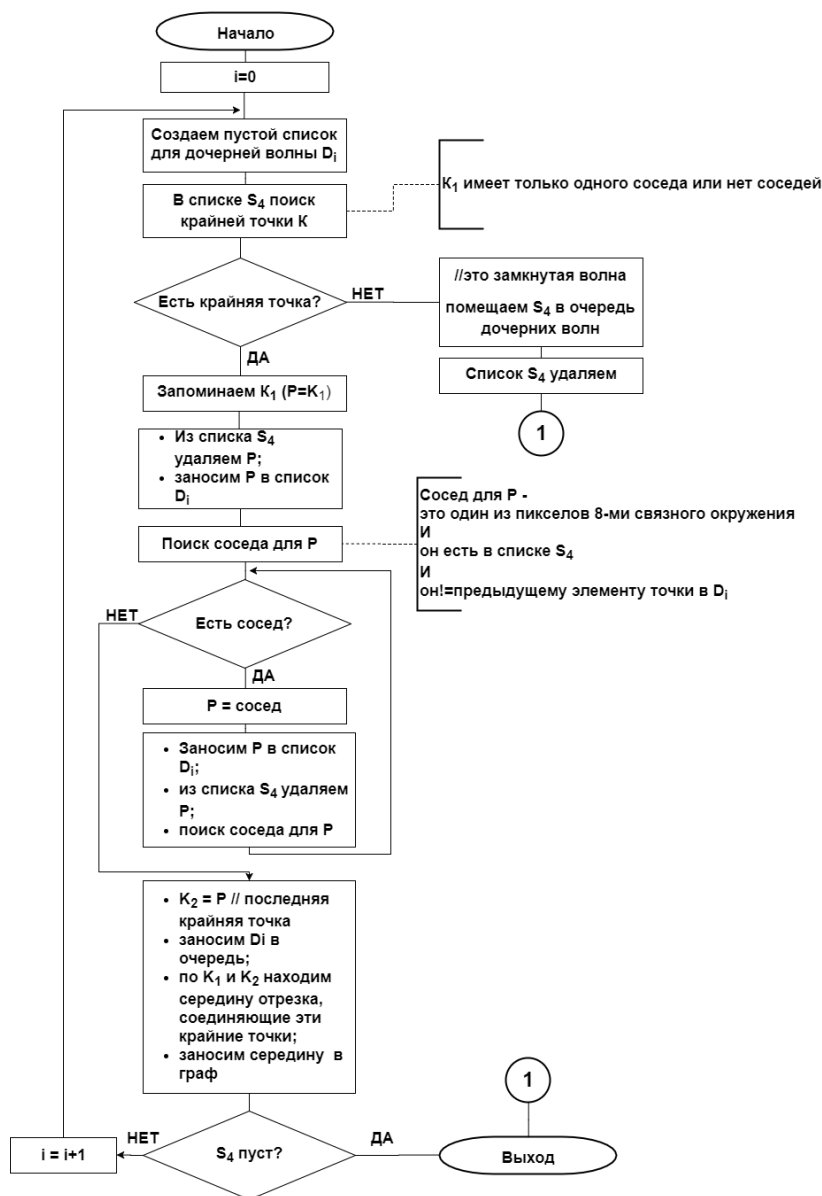 Начало
i=0
Создаем пустой список
для дочерней волны Di
В списке S4 поиск
крайней точки К
К1 имеет только одного соседа или нет соседей
Есть крайняя точка?
НЕТ
//это замкнутая волна
помещаем S4 в очередь
дочерних волн
ДА
Список S4 удаляем
Запоминаем К1 (P=K1)
1
• Из списка S4
удаляем Р;
• заносим Р в список
Di
Поиск соседа для Р
Сосед для Р -
это один из пикселов 8-ми связного окружения
И
он есть в списке S4
И
он!=предыдущему элементу точки в Di
НЕТ
Есть сосед?
ДА
Р = сосед
• Заносим Р в список
Di;
• из списка S4 удаляем
Р;
• поиск соседа для Р
• K2 = P // последняя
крайняя точка
• заносим Di в
очередь;
• по K1 и K2 находим
середину отрезка,
соединяющие эти
крайние точки;
• заносим середину в
граф
1
i = i+1
НЕТ
S4 пуст?
ДА
Выход